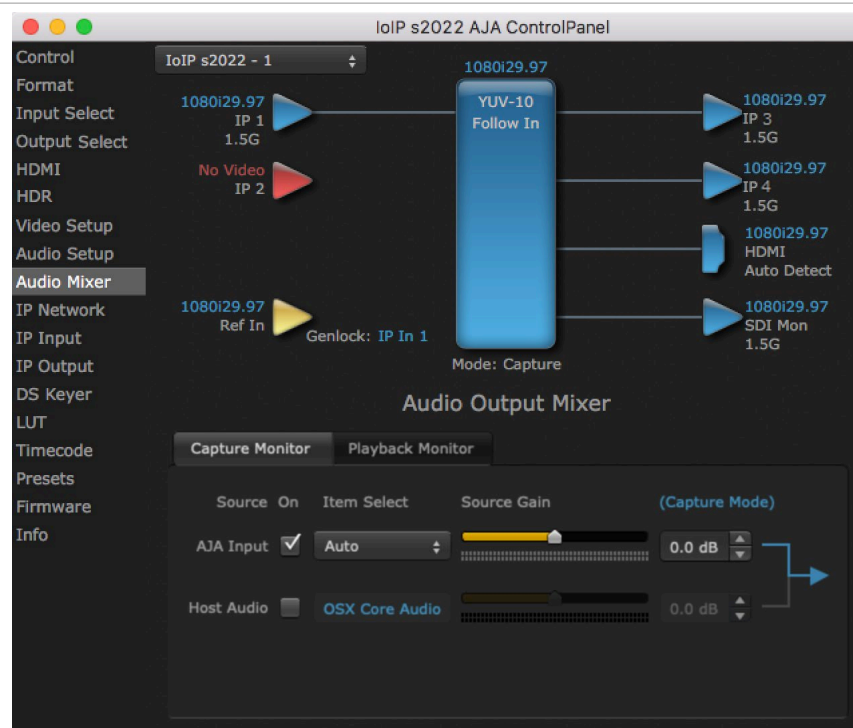 IoIP s2022 AJA ControlPanel
Control
Format
Input Select
Output Select
HDMI
HDR
Video Setup
Audio Setup
Audio Mixer
IP Network
IP Input
IP Output
DS Keyer
LUT
Timecode
Presets
Firmware
Info
IoIP s2022 - 1
1080i29.97
YUV-10
Follow In
1080i29.97
IP 1
1.5G
No Video
IP 2
1080i29.97
Ref In
Genlock: IP In 1
1080i29.97
IP 3
1.5G
1080i29.97
IP 4
1.5G
1080i29.97
HDMI
Auto Detect
1080i29.97
SDI Mon
1.5G
Mode: Capture
Audio Output Mixer
Capture Monitor Playback Monitor
Source On Item Select Source Gain (Capture Mode)
AJA Input Auto 0.0 dB
Host Audio OSX Core Audio 0.0 dB